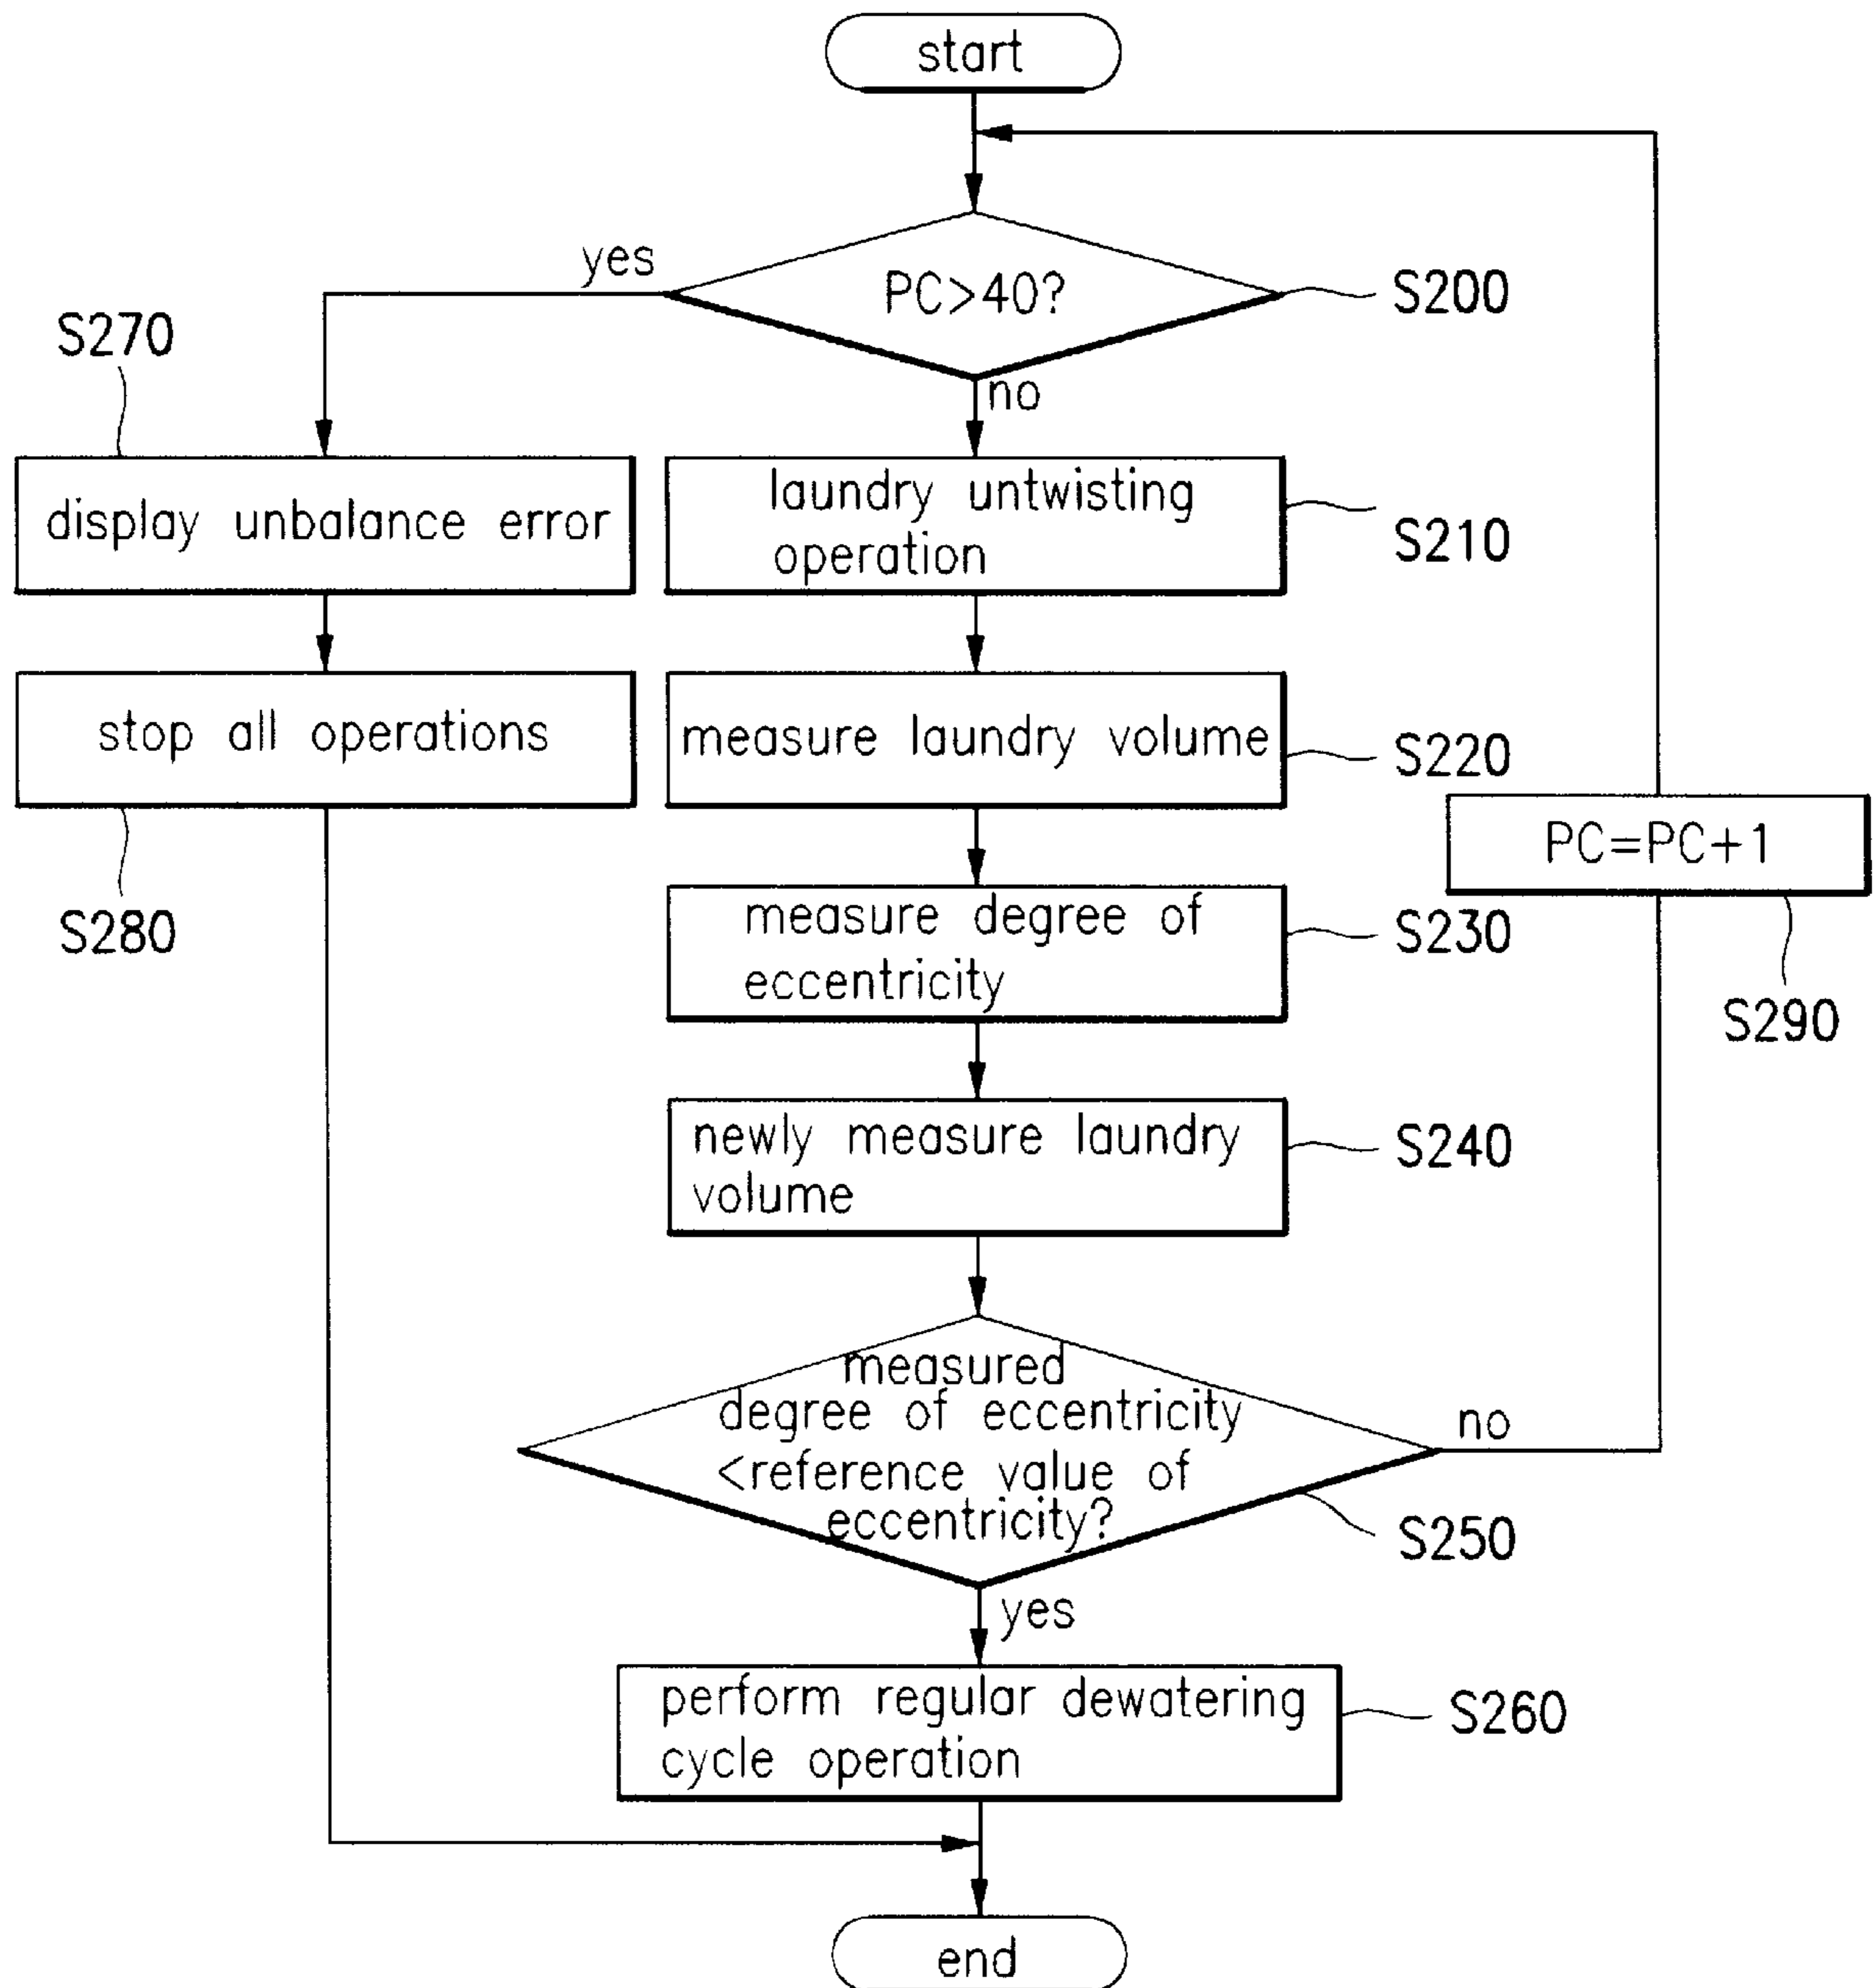 start
yes
PC>40?
S200
S270
no
display unbalance error
laundry untwisting
operation
S210
stop all operations
measure laundry volume
S220
PC=PC+1
S280
measure degree of
eccentricity
S230
S290
newly measure laundry
volume
S240
measured
degree of eccentricity
<reference value of
eccentricity?
no
S250
yes
perform regular dewatering
cycle operation
S260
end